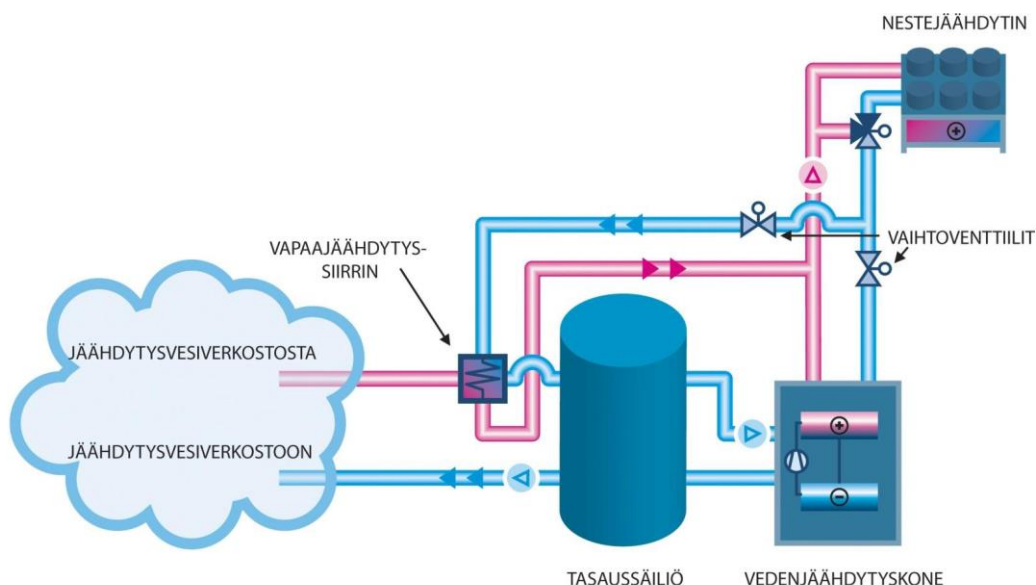 NESTEJÄÄHDYTIN
VAPAAJÄÄHDYTYS-
SIIRRIN
VAIHTOVENTTIILIT
JÄÄHDYTYSVESIVERKOSTOSTA
JÄÄHDYTYSVESIVERKOSTOON
TASAUSSÄILIÖ
VEDENJÄÄHDYTYSKONE